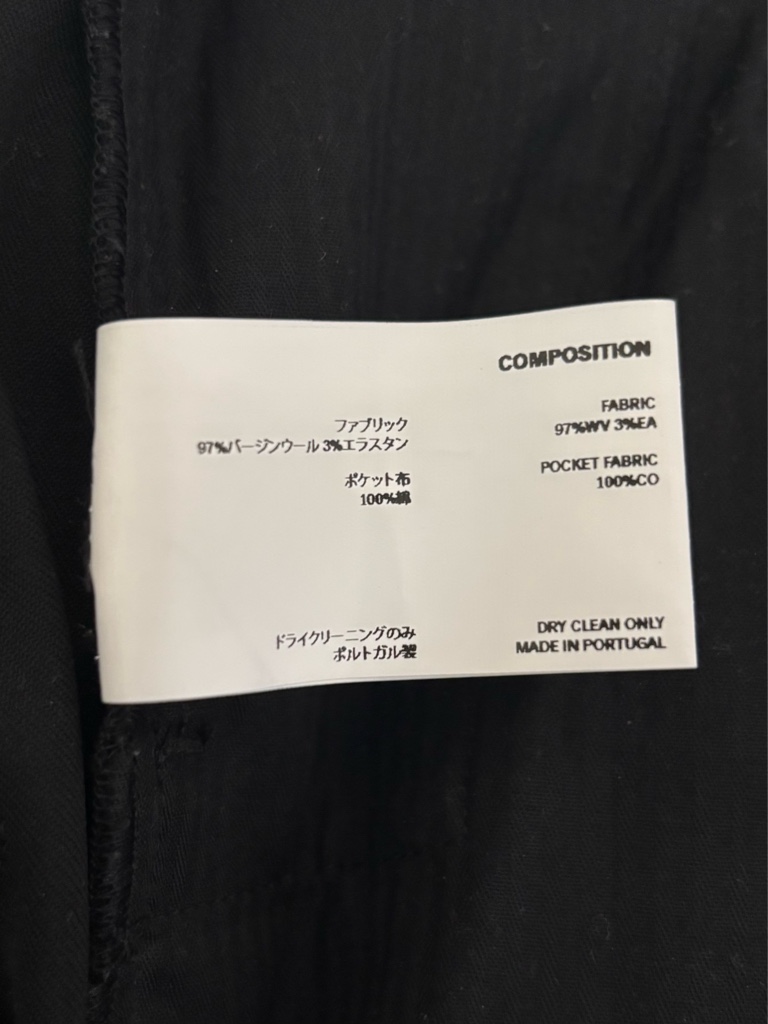 COMPOSITION
ファブリック
97%バージンウール 3%エラスタン
ポケット布
100%綿
ドライクリーニングのみ
ポルトガル製
FABRIC
97%WV 3%EA
POCKET FABRIC
100%CO
DRY CLEAN ONLY
MADE IN PORTUGAL